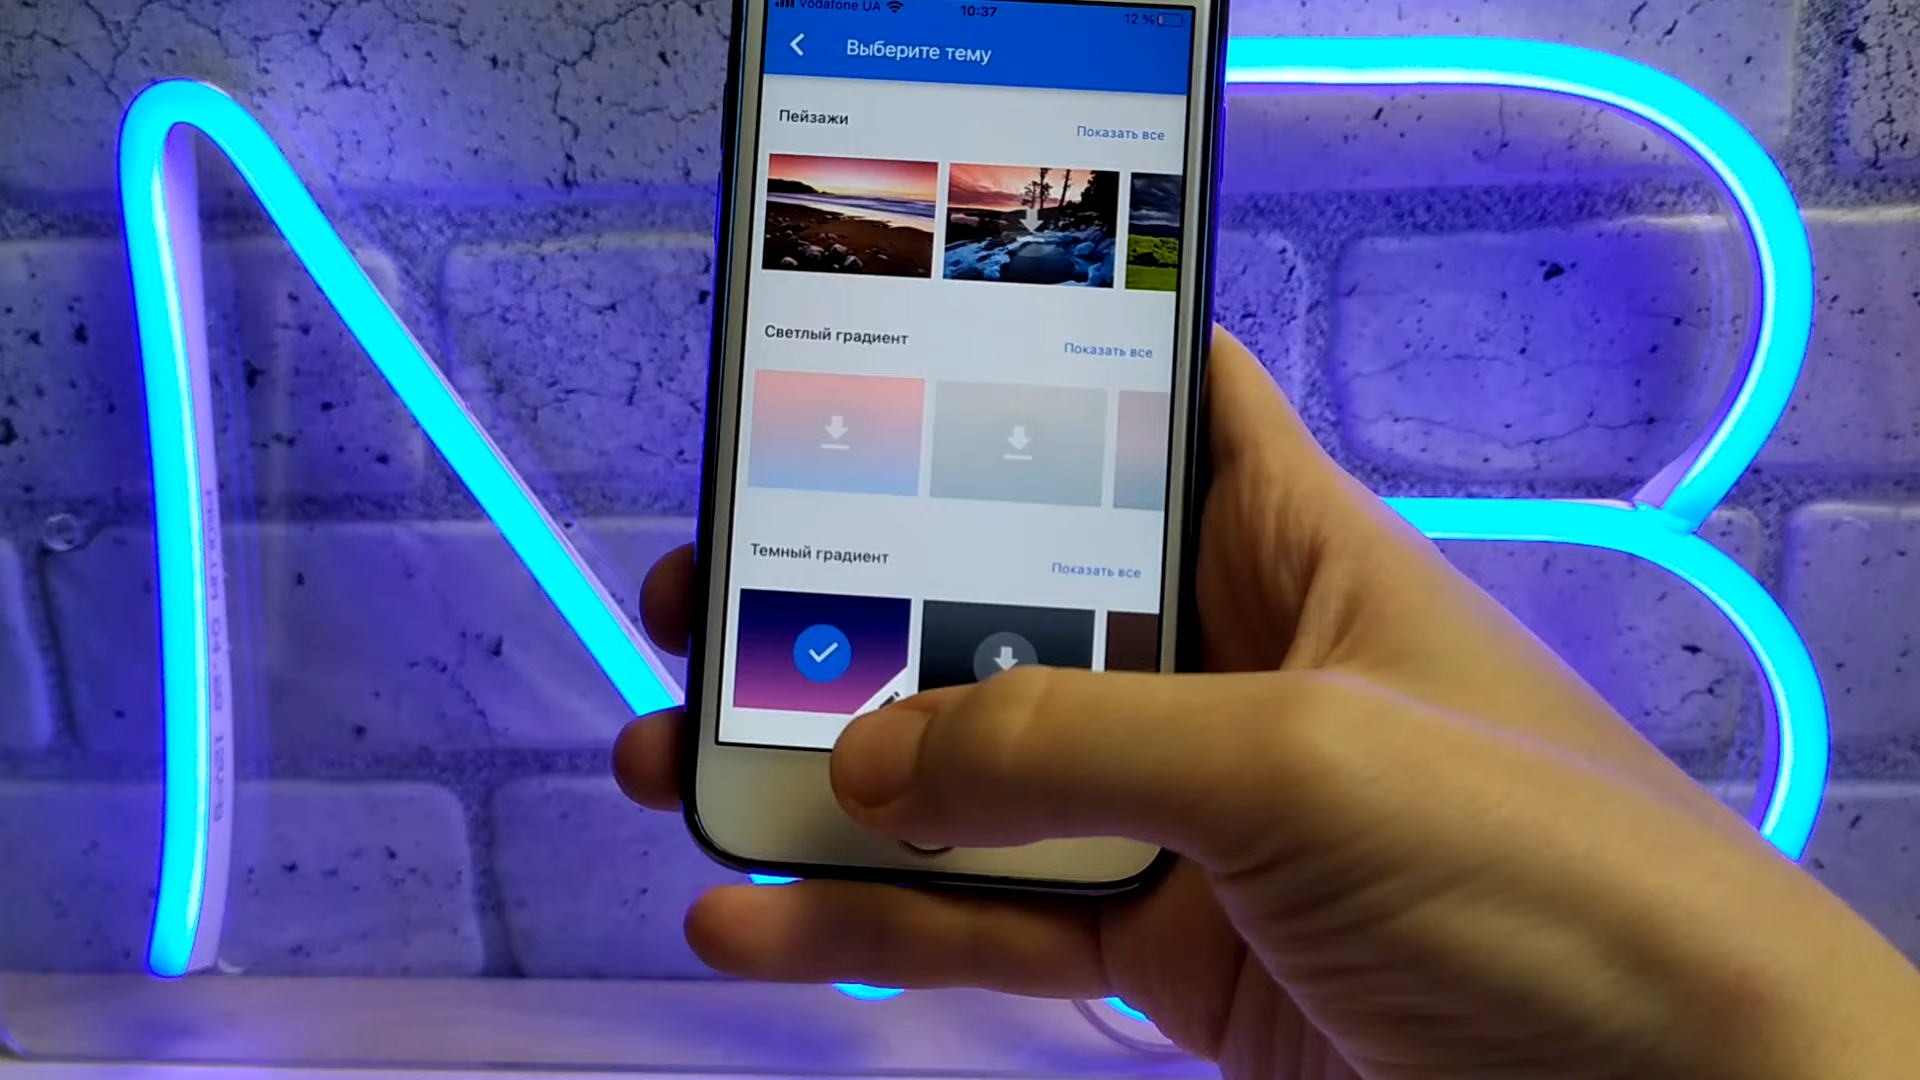 Vodafone UA 10:37 12 %
Выберите тему
Пейзажи
Показать все
Светлый градиент
Показать все
Темный градиент
Показать все